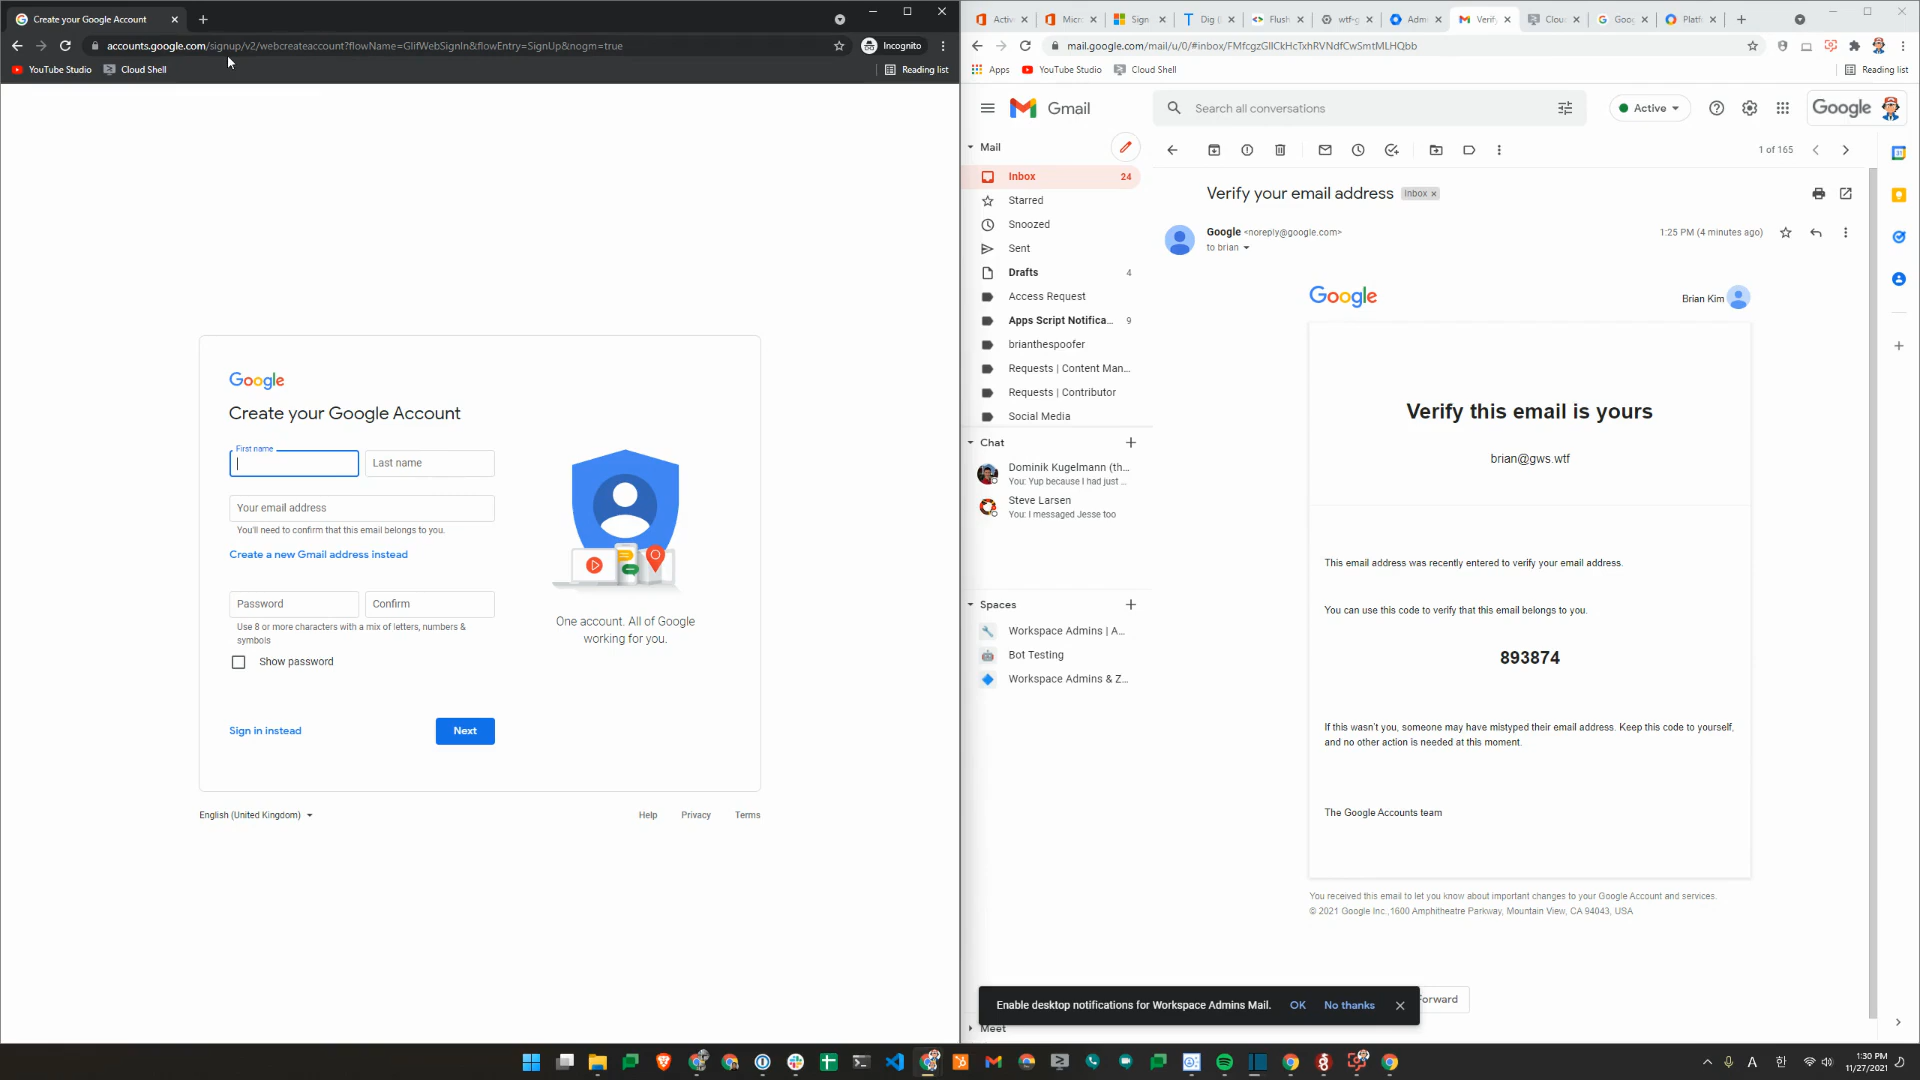 Create your Google Account
accounts.google.com/signup/v2/webcreateaccount?flowName=GlifWebSignIn&flowEntry=SignUp&nogm=true
Incognito
YouTube Studio
Cloud Shell
Reading list
Google
Create your Google Account
First name
Last name
Your email address
You'll need to confirm that this email belongs to you.
Create a new Gmail address instead
Password
Confirm
Use 8 or more characters with a mix of letters, numbers &
symbols
Show password
Sign in instead
Next
One account. All of Google
working for you.
English (United Kingdom)
Help
Privacy
Terms
Activ
Micr
Sign
Dig (
Flush
wtf-g
Admi
Verify
Clou
Goog
Platf
mail.google.com/mail/u/0/#inbox/FMfcgzGllCkHcTxhRVNdfCwSmtMLHQbb
Apps
YouTube Studio
Cloud Shell
Reading list
Gmail
Search all conversations
Active
Google
Mail
Inbox 24
Starred
Snoozed
Sent
Drafts 4
Access Request
Apps Script Notifica... 9
brianthespoofer
Requests | Content Man...
Requests | Contributor
Social Media
Chat
Dominik Kugelmann (th...
You: Yup because I had just ...
Steve Larsen
You: I messaged Jesse too
Spaces
Workspace Admins | A...
Bot Testing
Workspace Admins & Z...
Meet
1 of 165
Verify your email address
Inbox x
Google <noreply@google.com>
1:25 PM (4 minutes ago)
to brian
Google
Brian Kim
Verify this email is yours
brian@gws.wtf
This email address was recently entered to verify your email address.
You can use this code to verify that this email belongs to you.
893874
If this wasn't you, someone may have mistyped their email address. Keep this code to yourself,
and no other action is needed at this moment.
The Google Accounts team
You received this email to let you know about important changes to your Google Account and services.
© 2021 Google Inc.,1600 Amphitheatre Parkway, Mountain View, CA 94043, USA
Enable desktop notifications for Workspace Admins Mail.
OK
No thanks
orward
A
한
1:30 PM
11/27/2021